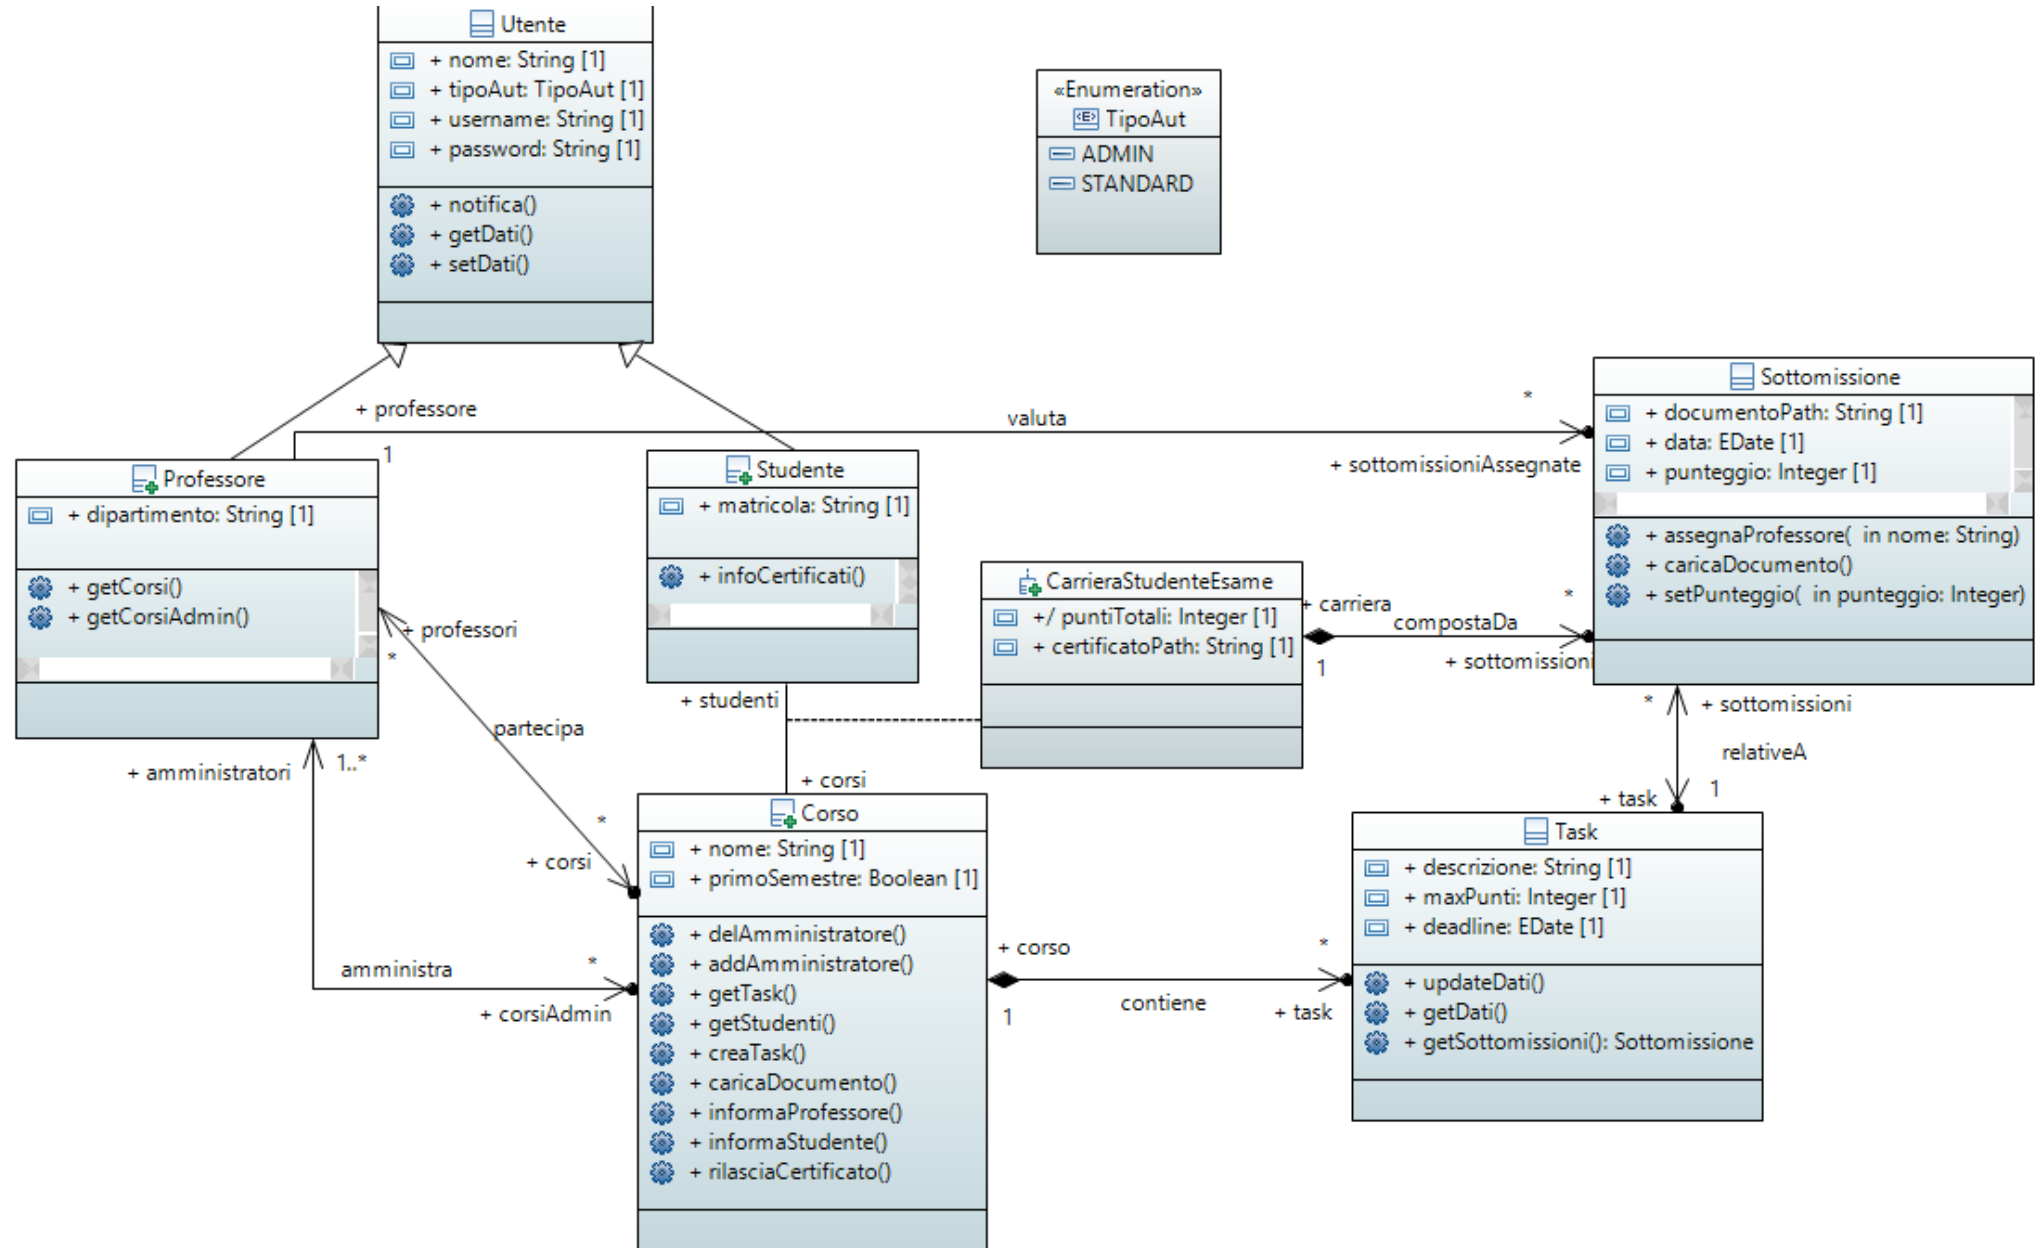 Utente
+ nome: String [1]
+ tipoAut: TipoAut [1]
+ username: String [1]
+ password: String [1]
+ notifica()
+ getDati()
+ setDati()
«Enumeration»
TipoAut
ADMIN
STANDARD
+ professore
1
valuta
*
+ sottomissioniAssegnate
Sottomissione
+ documentoPath: String [1]
+ data: EDate [1]
+ punteggio: Integer [1]
+ assegnaProfessore( in nome: String)
+ caricaDocumento()
+ setPunteggio( in punteggio: Integer)
Professore
+ dipartimento: String [1]
+ getCorsi()
+ getCorsiAdmin()
Studente
+ matricola: String [1]
+ infoCertificati()
CarrieraStudenteEsame
+/ puntiTotali: Integer [1]
+ certificatoPath: String [1]
+ carriera
1
compostaDa
*
+ sottomissioni
+ professori
*
partecipa
*
+ corsi
+ studenti
+ corsi
* + sottomissioni
relativeA
1
+ task
+ amministratori
1..*
amministra
*
+ corsiAdmin
Corso
+ nome: String [1]
+ primoSemestre: Boolean [1]
+ delAmministratore()
+ addAmministratore()
+ getTask()
+ getStudenti()
+ creaTask()
+ caricaDocumento()
+ informaProfessore()
+ informaStudente()
+ rilasciaCertificato()
+ corso
1
contiene
*
+ task
Task
+ descrizione: String [1]
+ maxPunti: Integer [1]
+ deadline: EDate [1]
+ updateDati()
+ getDati()
+ getSottomissioni(): Sottomissione